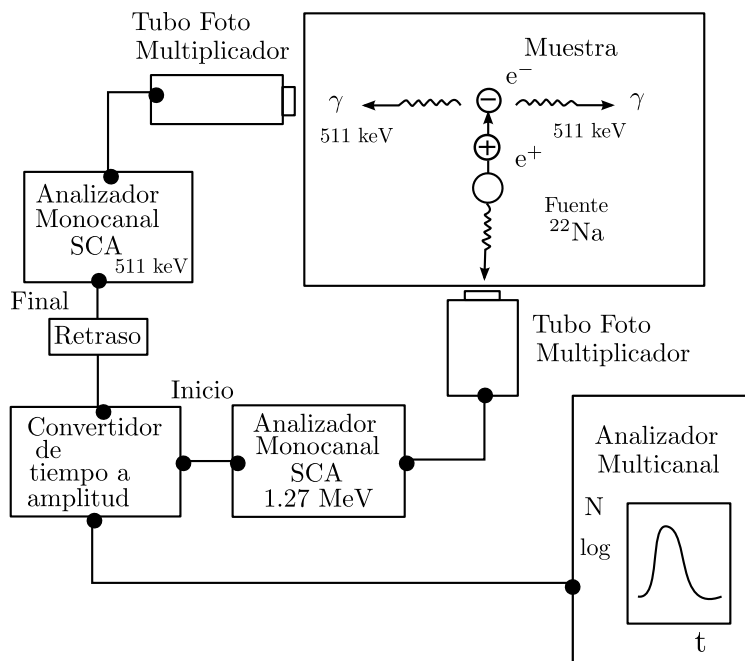 Tubo Foto
Multiplicador
Muestra
e⁻
γ
γ
511 keV
511 keV
e⁺
Fuente
²²Na
Analizador
Monocanal
SCA
511 keV
Final
Retraso
Tubo Foto
Multiplicador
Inicio
Convertidor
de
tiempo a
amplitud
Analizador
Monocanal
SCA
1.27 MeV
Analizador
Multicanal
N
log
t